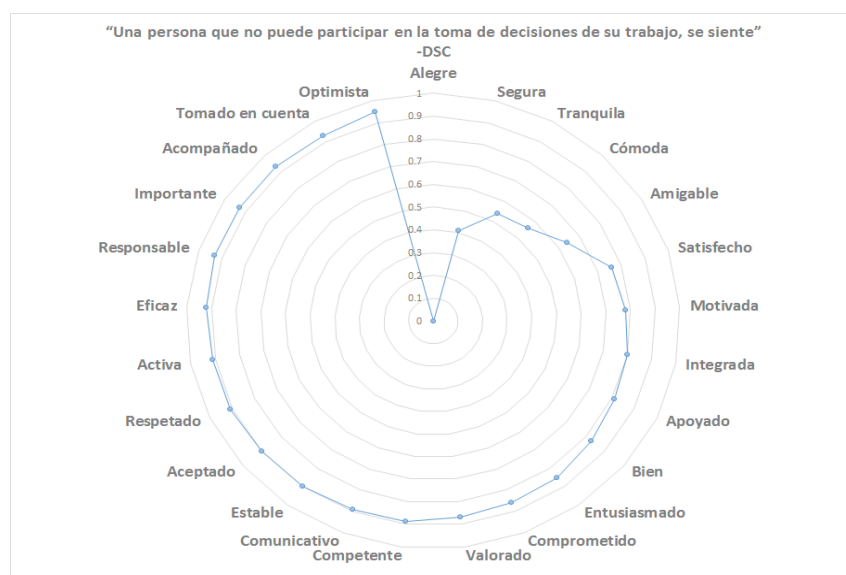 “Una persona que no puede participar en la toma de decisiones de su trabajo, se siente”
-DSC
Alegre
Segura
Tranquila
Cómoda
Amigable
Satisfecho
Motivada
Integrada
Apoyado
Bien
Entusiasmado
Comprometido
Valorado
Competente
Comunicativo
Estable
Aceptado
Respetado
Activa
Eficaz
Responsable
Importante
Acompañado
Tomado en cuenta
Optimista
1
0.9
0.8
0.7
0.6
0.5
0.4
0.3
0.2
0.1
0